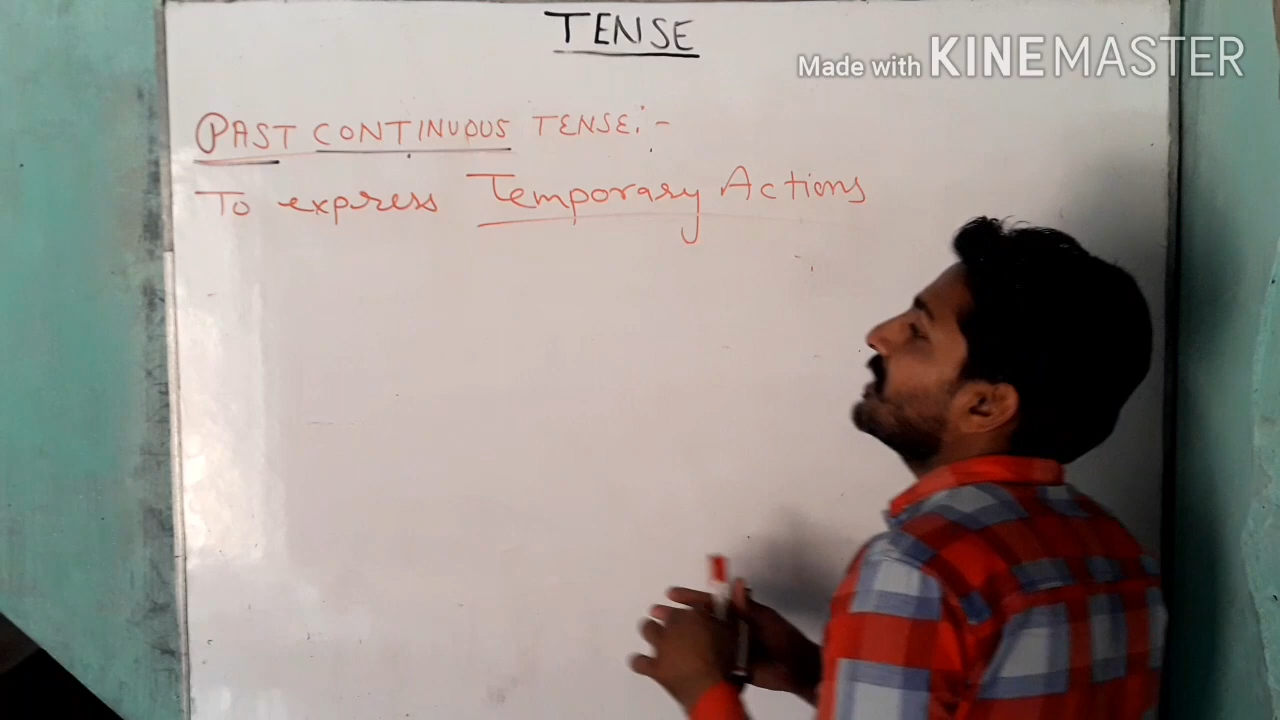 TENSE
Made with KINEMASTER
PAST CONTINUOUS TENSE:-
To express Temporary Actions